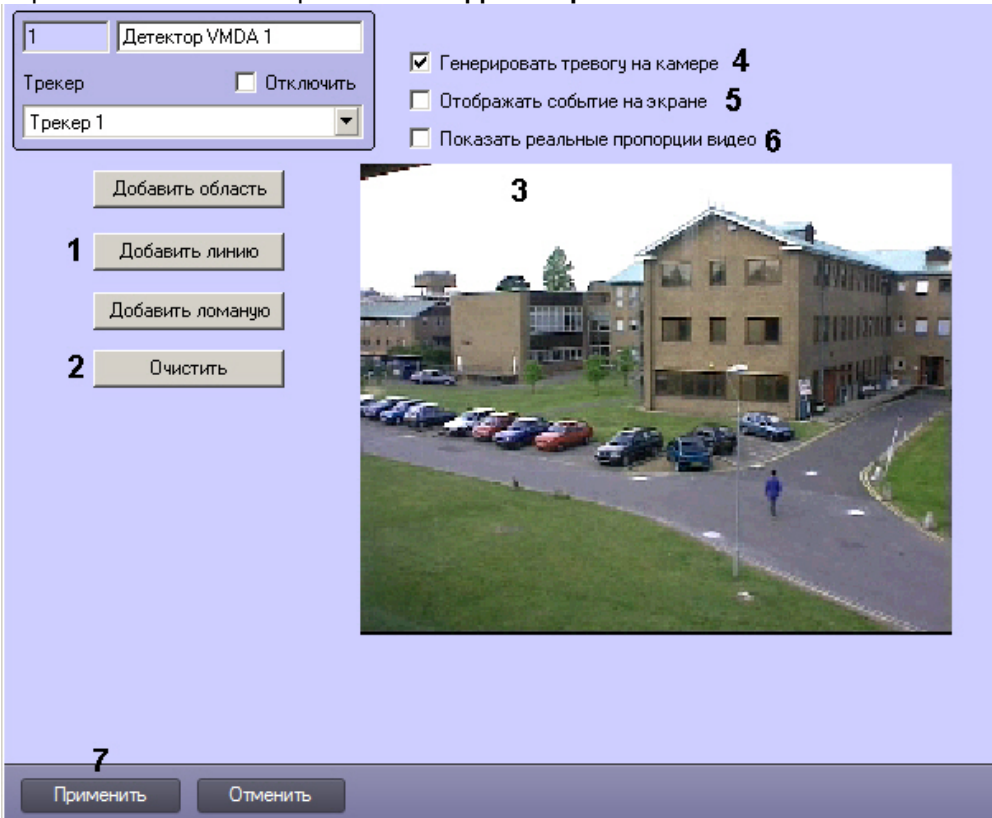 1 Детектор VMDA 1
Трекер Отключить
Трекер 1
Генерировать тревогу на камере 4
Отображать событие на экране 5
Показать реальные пропорции видео 6
Добавить область
1 Добавить линию
Добавить ломаную
2 Очистить
3
7
Применить Отменить